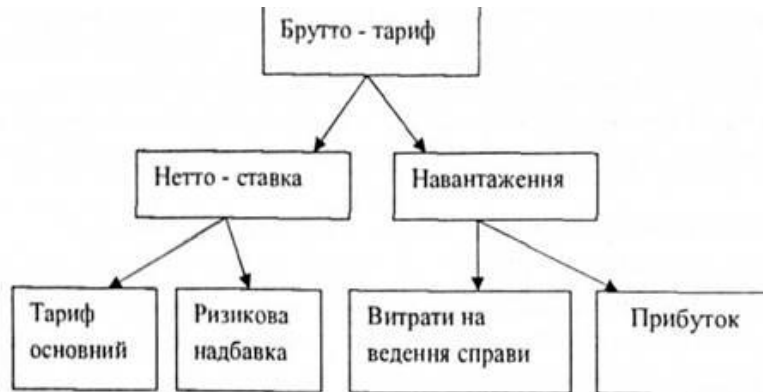 Брутто - тариф
Нетто - ставка
Навантаження
Тариф
основний
Ризикова
надбавка
Витрати на
ведення справи
Прибуток